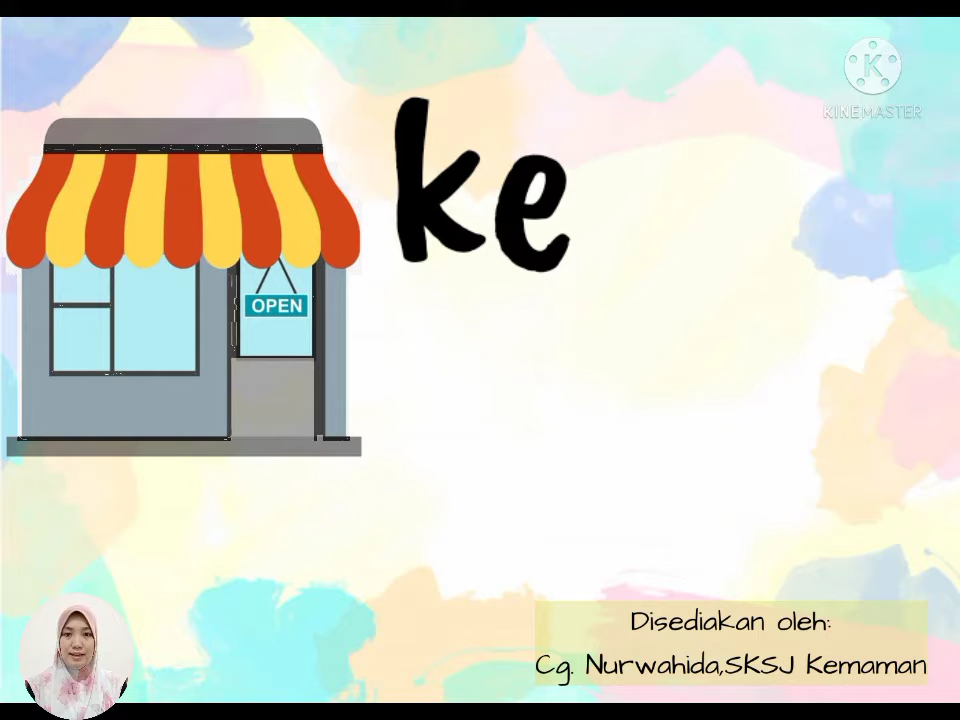 KINEMASTER
ke
OPEN
Disediakan oleh:
Cg. Nurwahida,SKSJ Kemaman